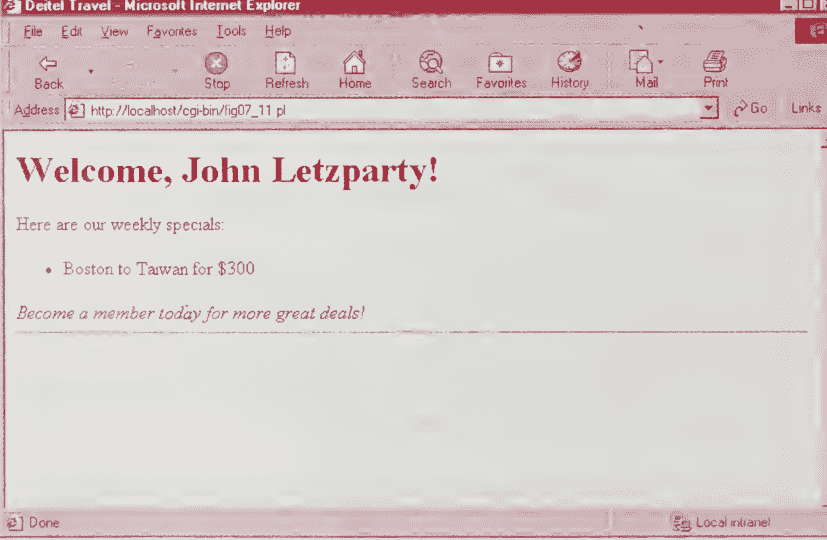 Deitel Travel - Microsoft Internet Explorer
File Edit View Favorites Tools Help
Back Stop Refresh Home Search Favorites History Mail Print
Address http://localhost/cgi-bin/fig07_11 pl Go Links
Welcome, John Letzparty!
Here are our weekly specials:
• Boston to Taiwan for $300
Become a member today for more great deals!
Done Local intranet